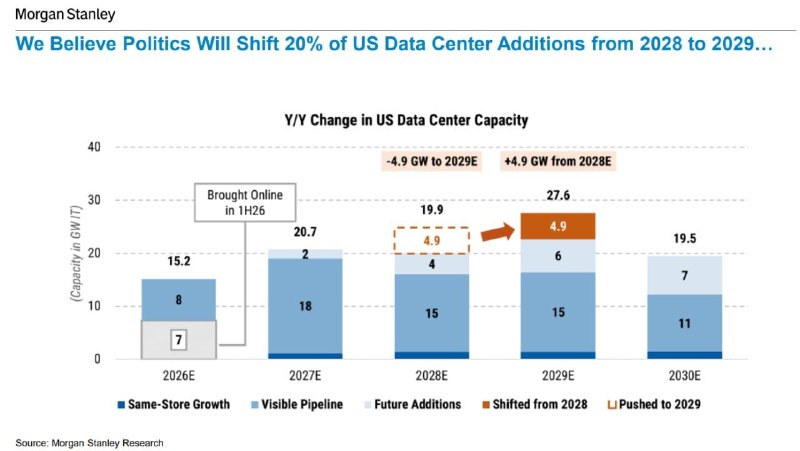 Morgan Stanley
We Believe Politics Will Shift 20% of US Data Center Additions from 2028 to 2029…
Y/Y Change in US Data Center Capacity
(Capacity in GW IT)
40
30
20
10
0
-4.9 GW to 2029E
+4.9 GW from 2028E
Brought Online
in 1H26
15.2
8
7
20.7
2
18
19.9
4.9
4
15
27.6
4.9
6
15
19.5
7
11
2026E
2027E
2028E
2029E
2030E
Same-Store Growth
Visible Pipeline
Future Additions
Shifted from 2028
Pushed to 2029
Source: Morgan Stanley Research